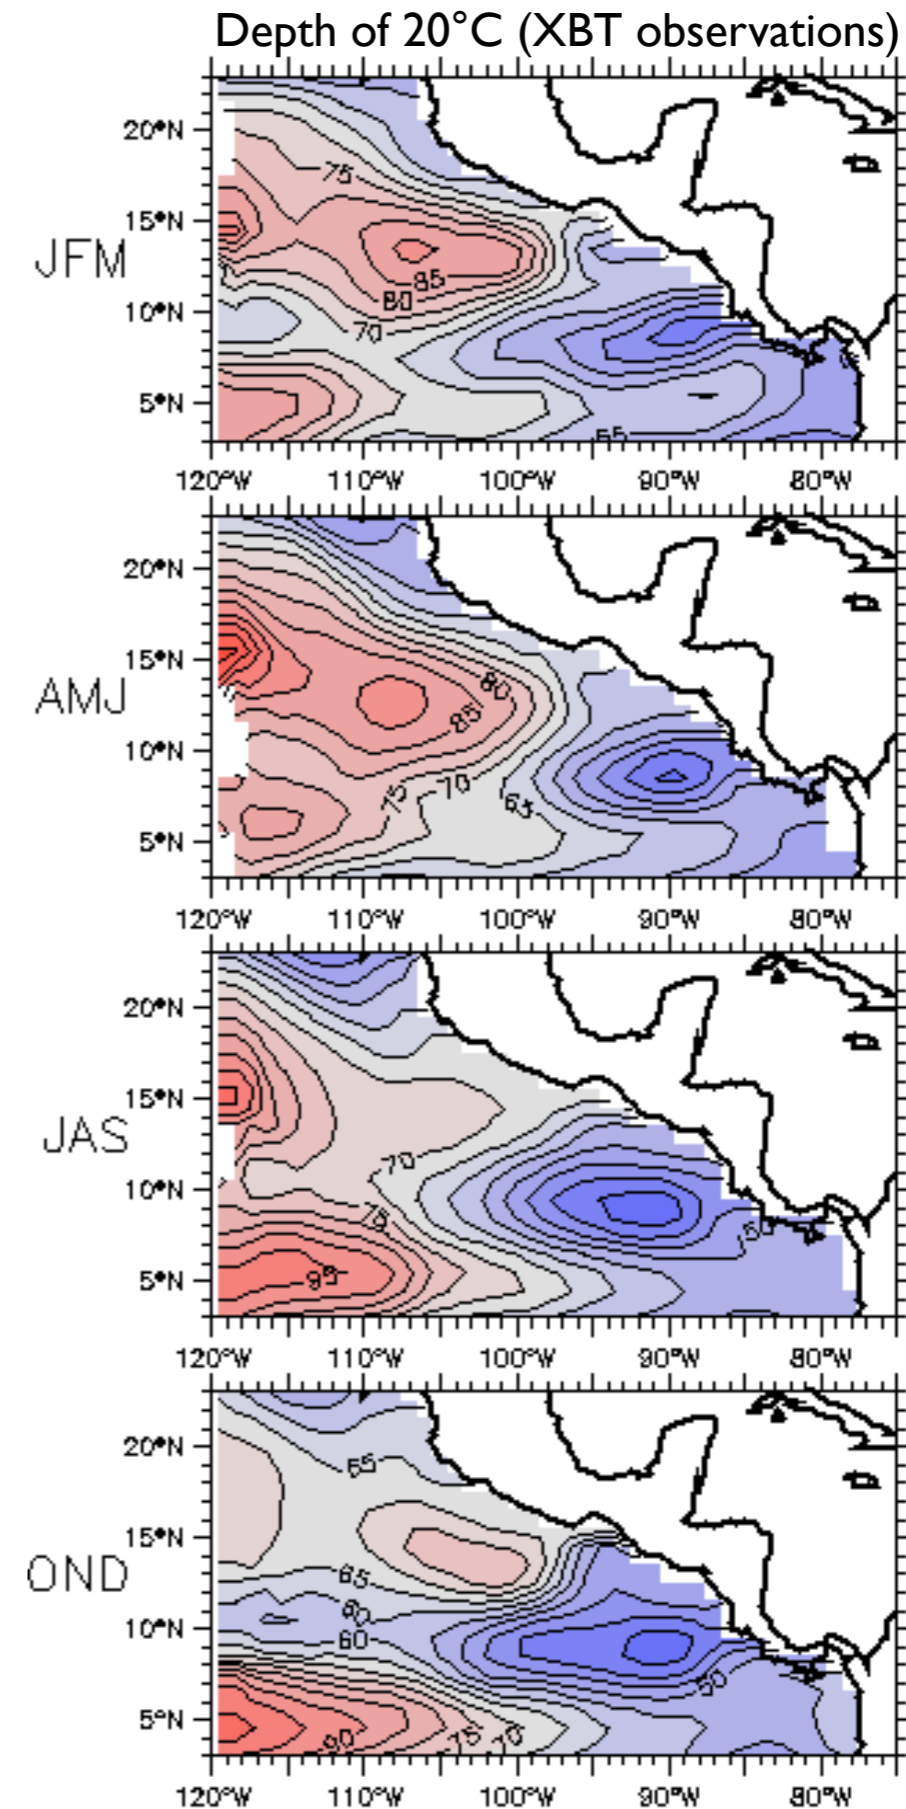 Depth of 20°C (XBT observations)
20°N
75
15°N
JFM
85
80
10°N
70
5°N
65
120°W 110°W 100°W 90°W 80°W
20°N
15°N
80
AMJ
85
10°N
75 70
65
5°N
120°W 110°W 100°W 90°W 80°W
20°N
15°N
JAS
70
10°N
75
50
95
5°N
120°W 110°W 100°W 90°W 80°W
20°N
65
15°N
OND
65
60
10°N
60
50
5°N
90 75 70
120°W 110°W 100°W 90°W 80°W